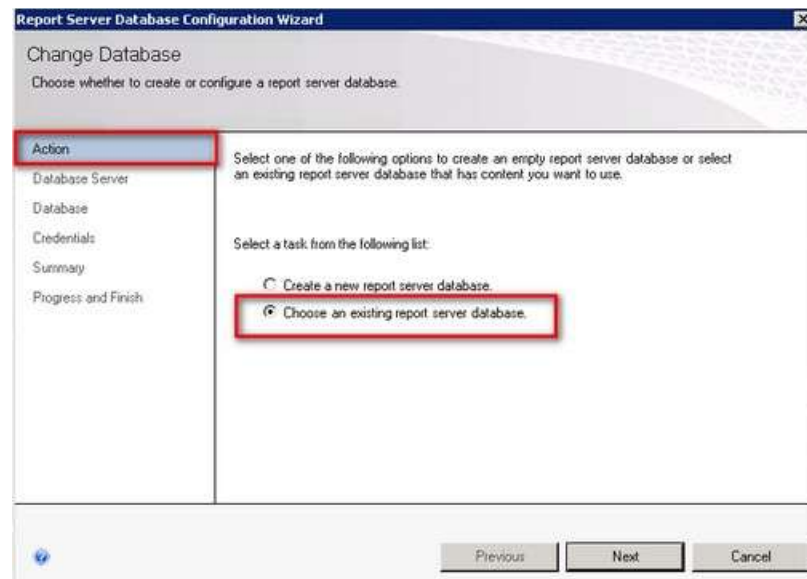 Report Server Database Configuration Wizard
Change Database
Choose whether to create or configure a report server database.
Action
Database Server
Database
Credentials
Summary
Progress and Finish
Select one of the following options to create an empty report server database or select
an existing report server database that has content you want to use.
Select a task from the following list:
Create a new report server database.
Choose an existing report server database.
Previous
Next
Cancel